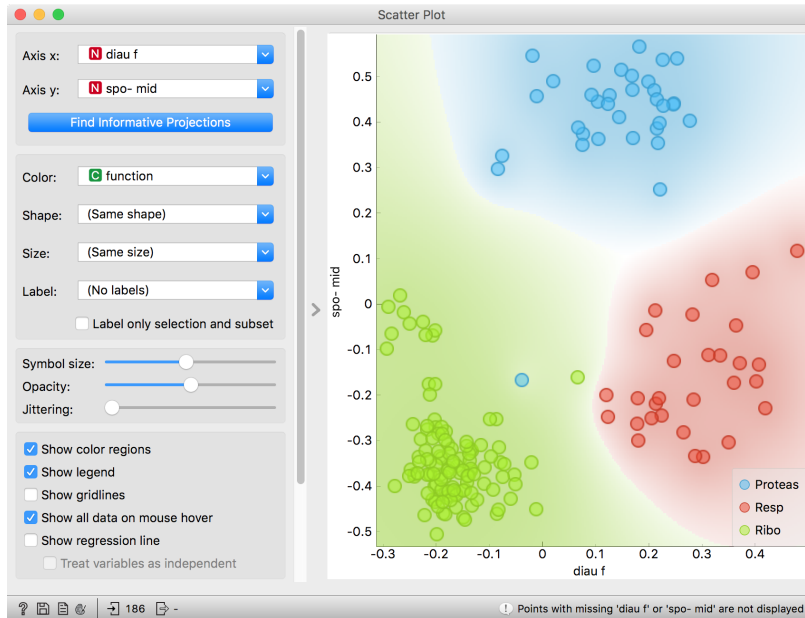 Scatter Plot
Axis x: N diau f
Axis y: N spo- mid
Find Informative Projections
Color: C function
Shape: (Same shape)
Size: (Same size)
Label: (No labels)
Label only selection and subset
Symbol size:
Opacity:
Jittering:
Show color regions
Show legend
Show gridlines
Show all data on mouse hover
Show regression line
Treat variables as independent
spo- mid
0.5
0.4
0.3
0.2
0.1
0
-0.1
-0.2
-0.3
-0.4
-0.5
-0.3 -0.2 -0.1 0 0.1 0.2 0.3 0.4
diau f
Proteas
Resp
Ribo
? 186 -
! Points with missing 'diau f' or 'spo- mid' are not displayed